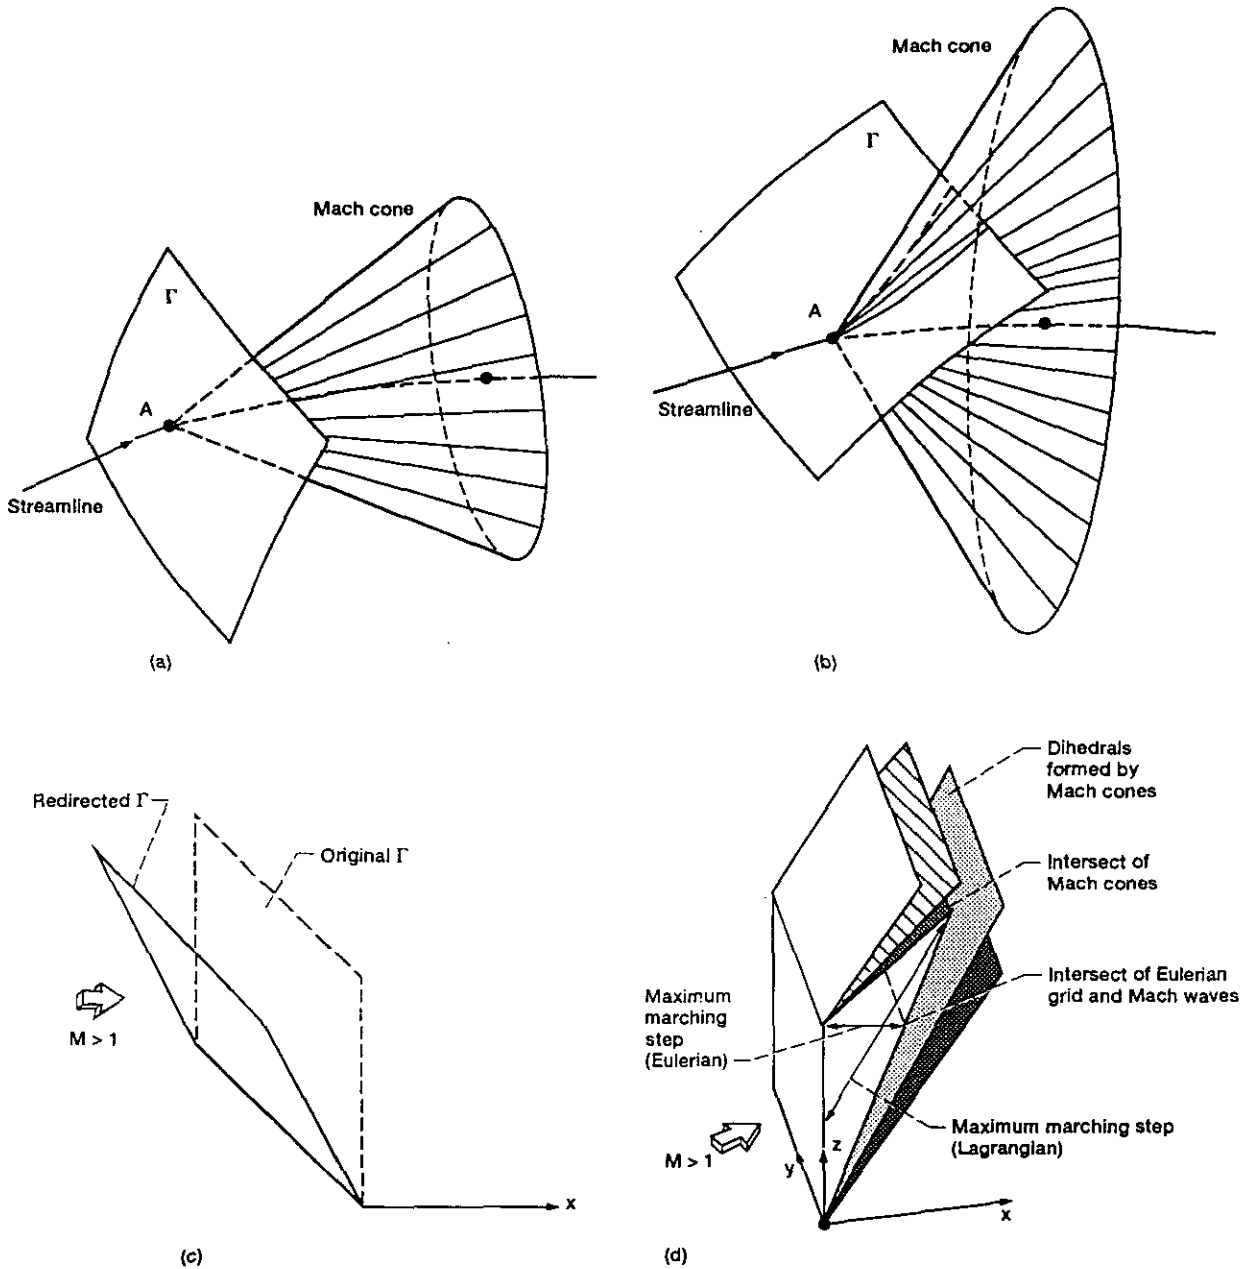 Mach cone
Γ
A
Streamline
(a)
Mach cone
Γ
A
Streamline
(b)
Redirected Γ
Original Γ
M > 1
x
(c)
Dihedrals
formed by
Mach cones
Intersect of
Mach cones
Intersect of Eulerian
grid and Mach waves
Maximum
marching
step
(Eulerian)
Maximum marching step
(Lagrangian)
M > 1
y
z
x
(d)